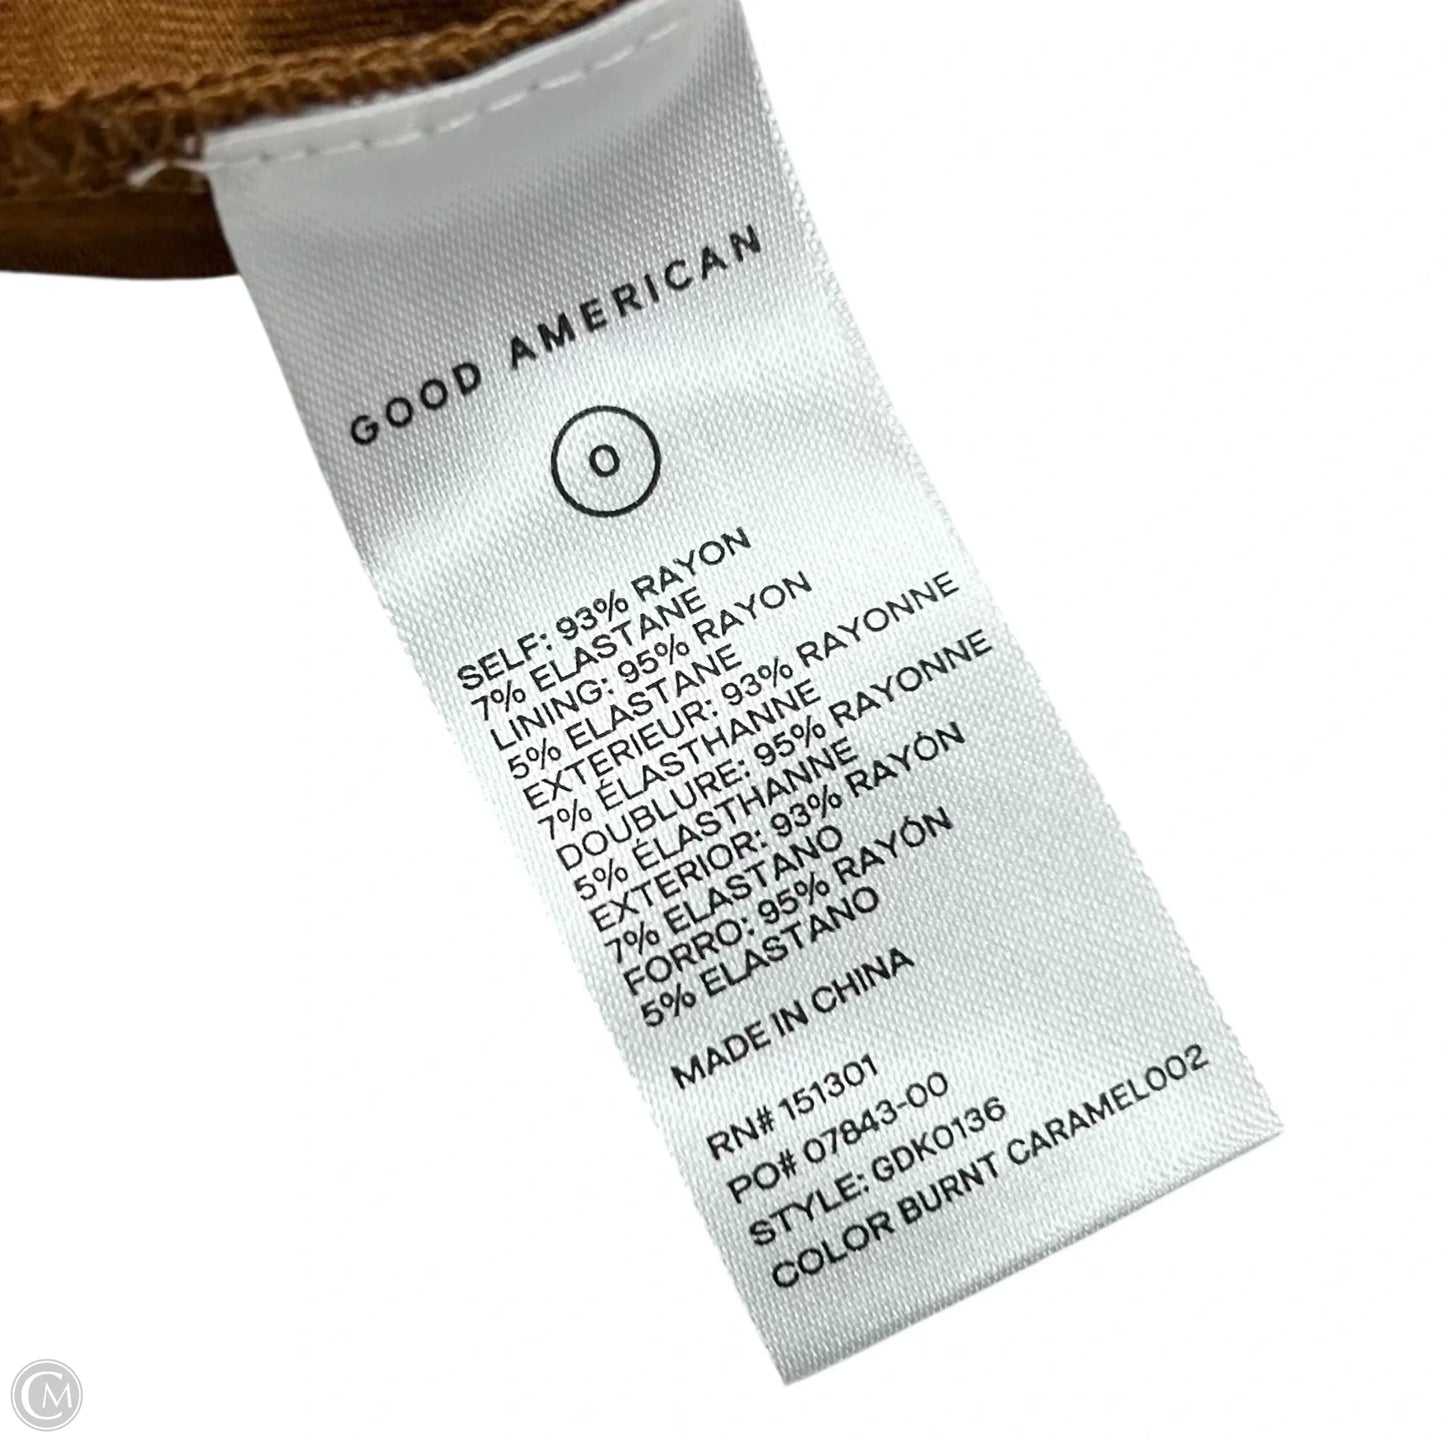 GOOD AMERICAN
0
SELF: 93% RAYON
7% ELASTANE
LINING: 95% RAYON
5% ELASTANE
EXTERIEUR: 93% RAYONNE
7% ÉLASTHANNE
DOUBLURE: 95% RAYONNE
5% ÉLASTHANNE
EXTERIOR: 93% RAYÓN
7% ELASTANO
FORRO: 95% RAYÓN
5% ELASTANO
MADE IN CHINA
RN# 151301
PO# 07843-00
STYLE: GDK0136
COLOR BURNT CARAMEL002
CM